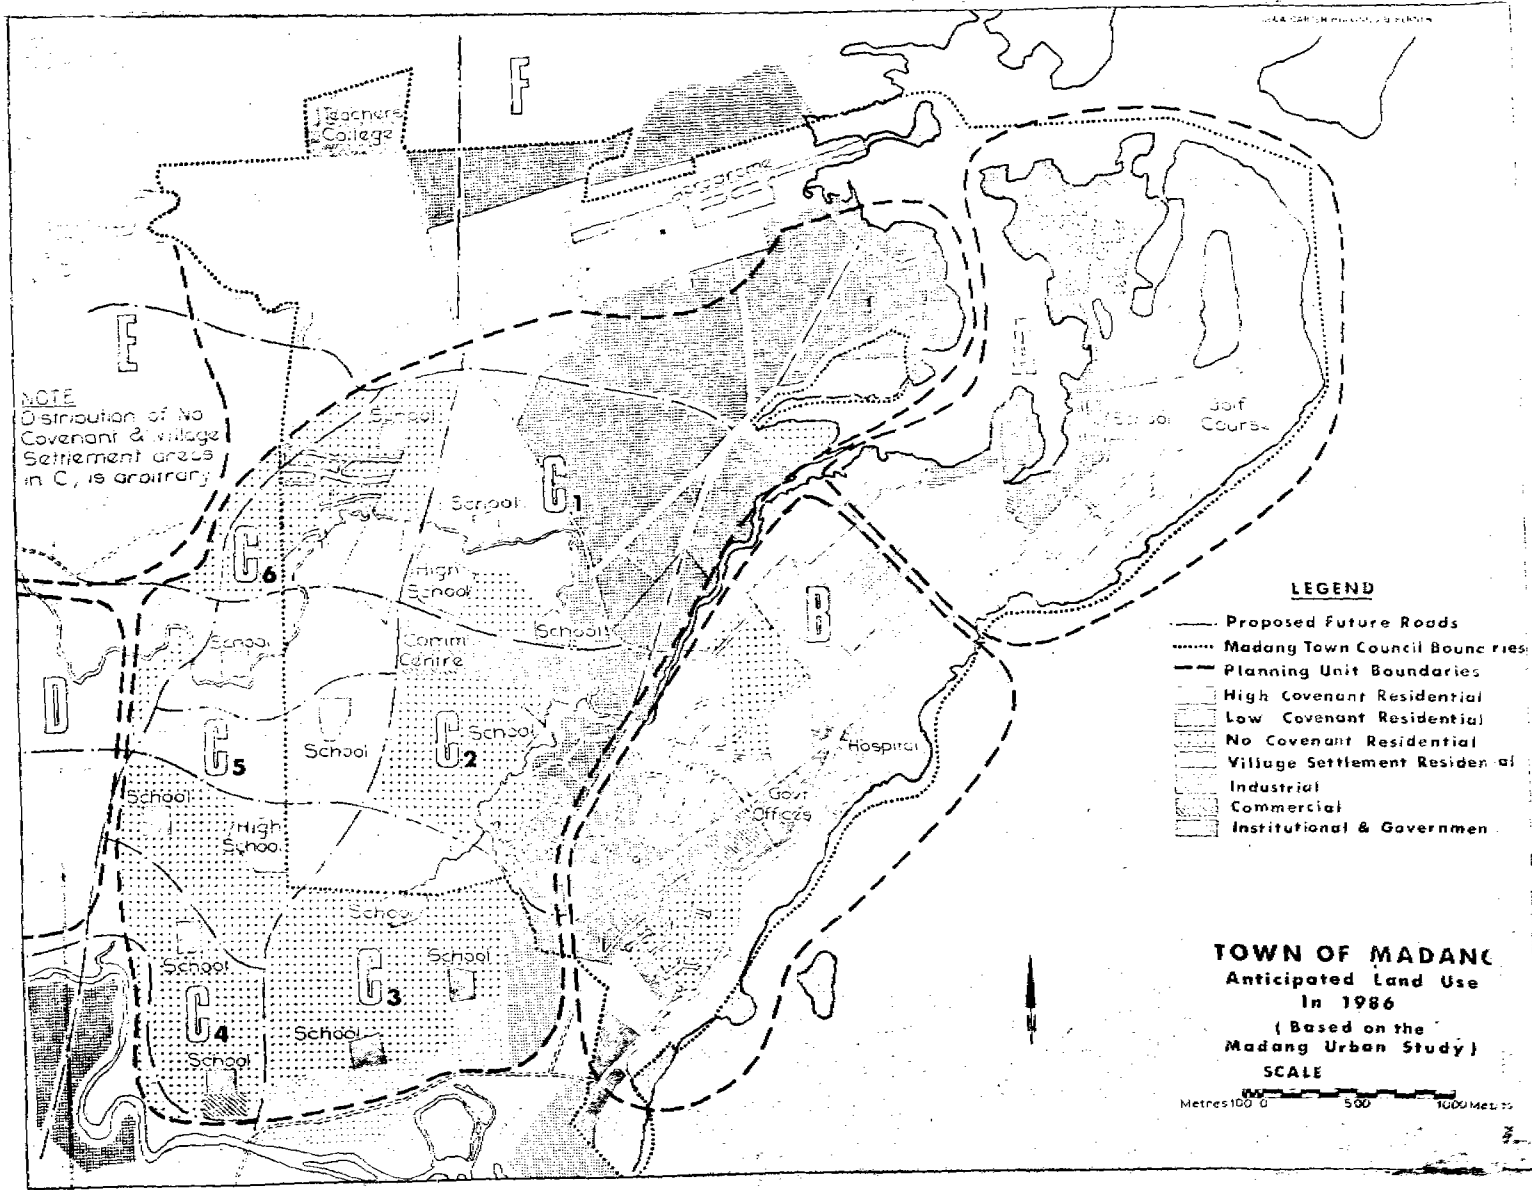 F
Teachers
College
Aerodrome
E
NOTE
Distribution of No
Covenant & Village
Settlement areas
in C, is arbitrary
School
Golf
Course
School
C1
School
C6
High
School
School
B
School
Comm
Centre
D
C5
School
C2
School
Hospital
School
Govt
Offices
High
School
School
School
School
C3
C4
School
School
LEGEND
Proposed Future Roads
Madang Town Council Bounc ries
Planning Unit Boundaries
High Covenant Residential
Low Covenant Residential
No Covenant Residential
Village Settlement Residen al
Industrial
Commercial
Institutional & Governmen
TOWN OF MADANG
Anticipated Land Use
In 1986
(Based on the
Madang Urban Study)
SCALE
Metres 100 0 500 1000 Metres